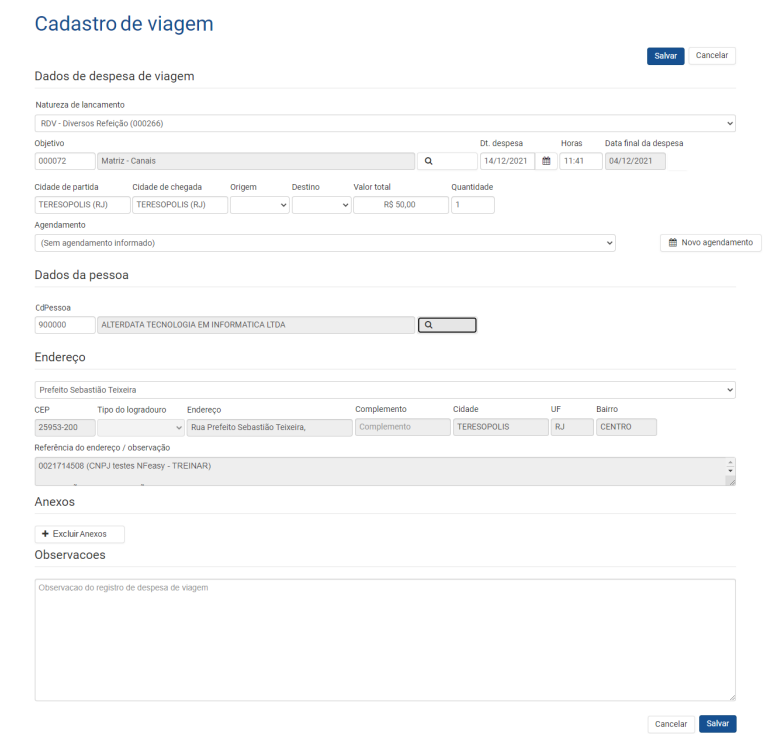 Cadastro de viagem
Salvar Cancelar
Dados de despesa de viagem
Natureza de lancamento
RDV - Diversos Refeição (000266)
Objetivo Dt. despesa Horas Data final da despesa
000072 Matriz - Canais 14/12/2021 11:41 04/12/2021
Cidade de partida Cidade de chegada Origem Destino Valor total Quantidade
TERESOPOLIS (RJ) TERESOPOLIS (RJ) R$ 50,00 1
Agendamento
(Sem agendamento informado) Novo agendamento
Dados da pessoa
CdPessoa
900000 ALTERDATA TECNOLOGIA EM INFORMATICA LTDA
Endereço
Prefeito Sebastião Teixeira
CEP Tipo do logradouro Endereço Complemento Cidade UF Bairro
25953-200 Rua Prefeito Sebastião Teixeira, Complemento TERESOPOLIS RJ CENTRO
Referência do endereço / observação
0021714508 (CNPJ testes NFeasy - TREINAR)
Anexos
+ Excluir Anexos
Observacoes
Observacao do registro de despesa de viagem
Cancelar Salvar